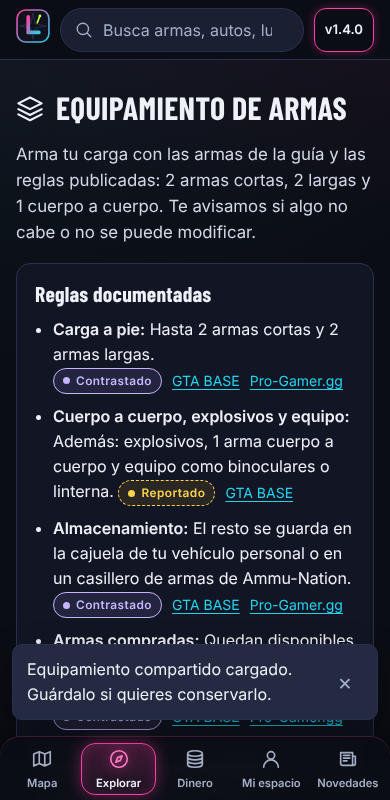 Busca armas, autos, lu
v1.4.0
EQUIPAMIENTO DE ARMAS
Arma tu carga con las armas de la guía y las
reglas publicadas: 2 armas cortas, 2 largas y
1 cuerpo a cuerpo. Te avisamos si algo no
cabe o no se puede modificar.
Reglas documentadas
• Carga a pie: Hasta 2 armas cortas y 2
armas largas.
Contrastado GTA BASE Pro-Gamer.gg
• Cuerpo a cuerpo, explosivos y equipo:
Además: explosivos, 1 arma cuerpo a
cuerpo y equipo como binoculares o
linterna. Reportado GTA BASE
• Almacenamiento: El resto se guarda en
la cajuela de tu vehículo personal o en
un casillero de armas de Ammu-Nation.
Contrastado GTA BASE Pro-Gamer.gg
• Armas compradas: Quedan disponibles
Equipamiento compartido cargado.
Guárdalo si quieres conservarlo.
Contrastado GTA BASE Pro-Gamer.gg
Mapa Explorar Dinero Mi espacio Novedades